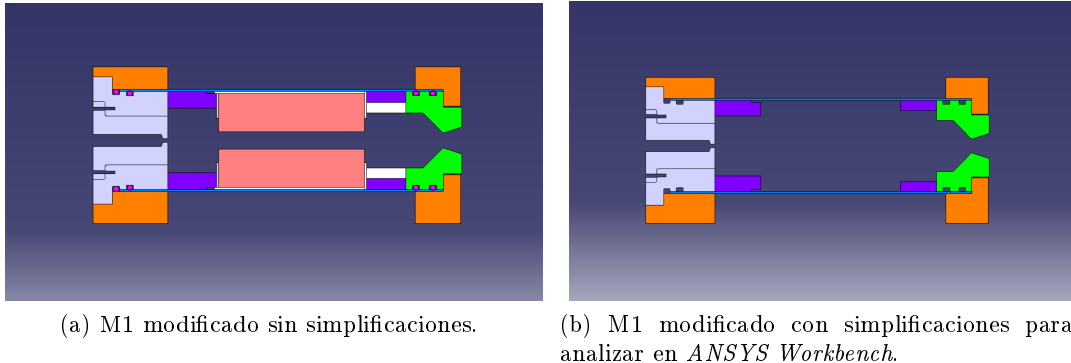 (a) M1 modificado sin simplificaciones.
(b) M1 modificado con simplificaciones para
analizar en ANSYS Workbench.